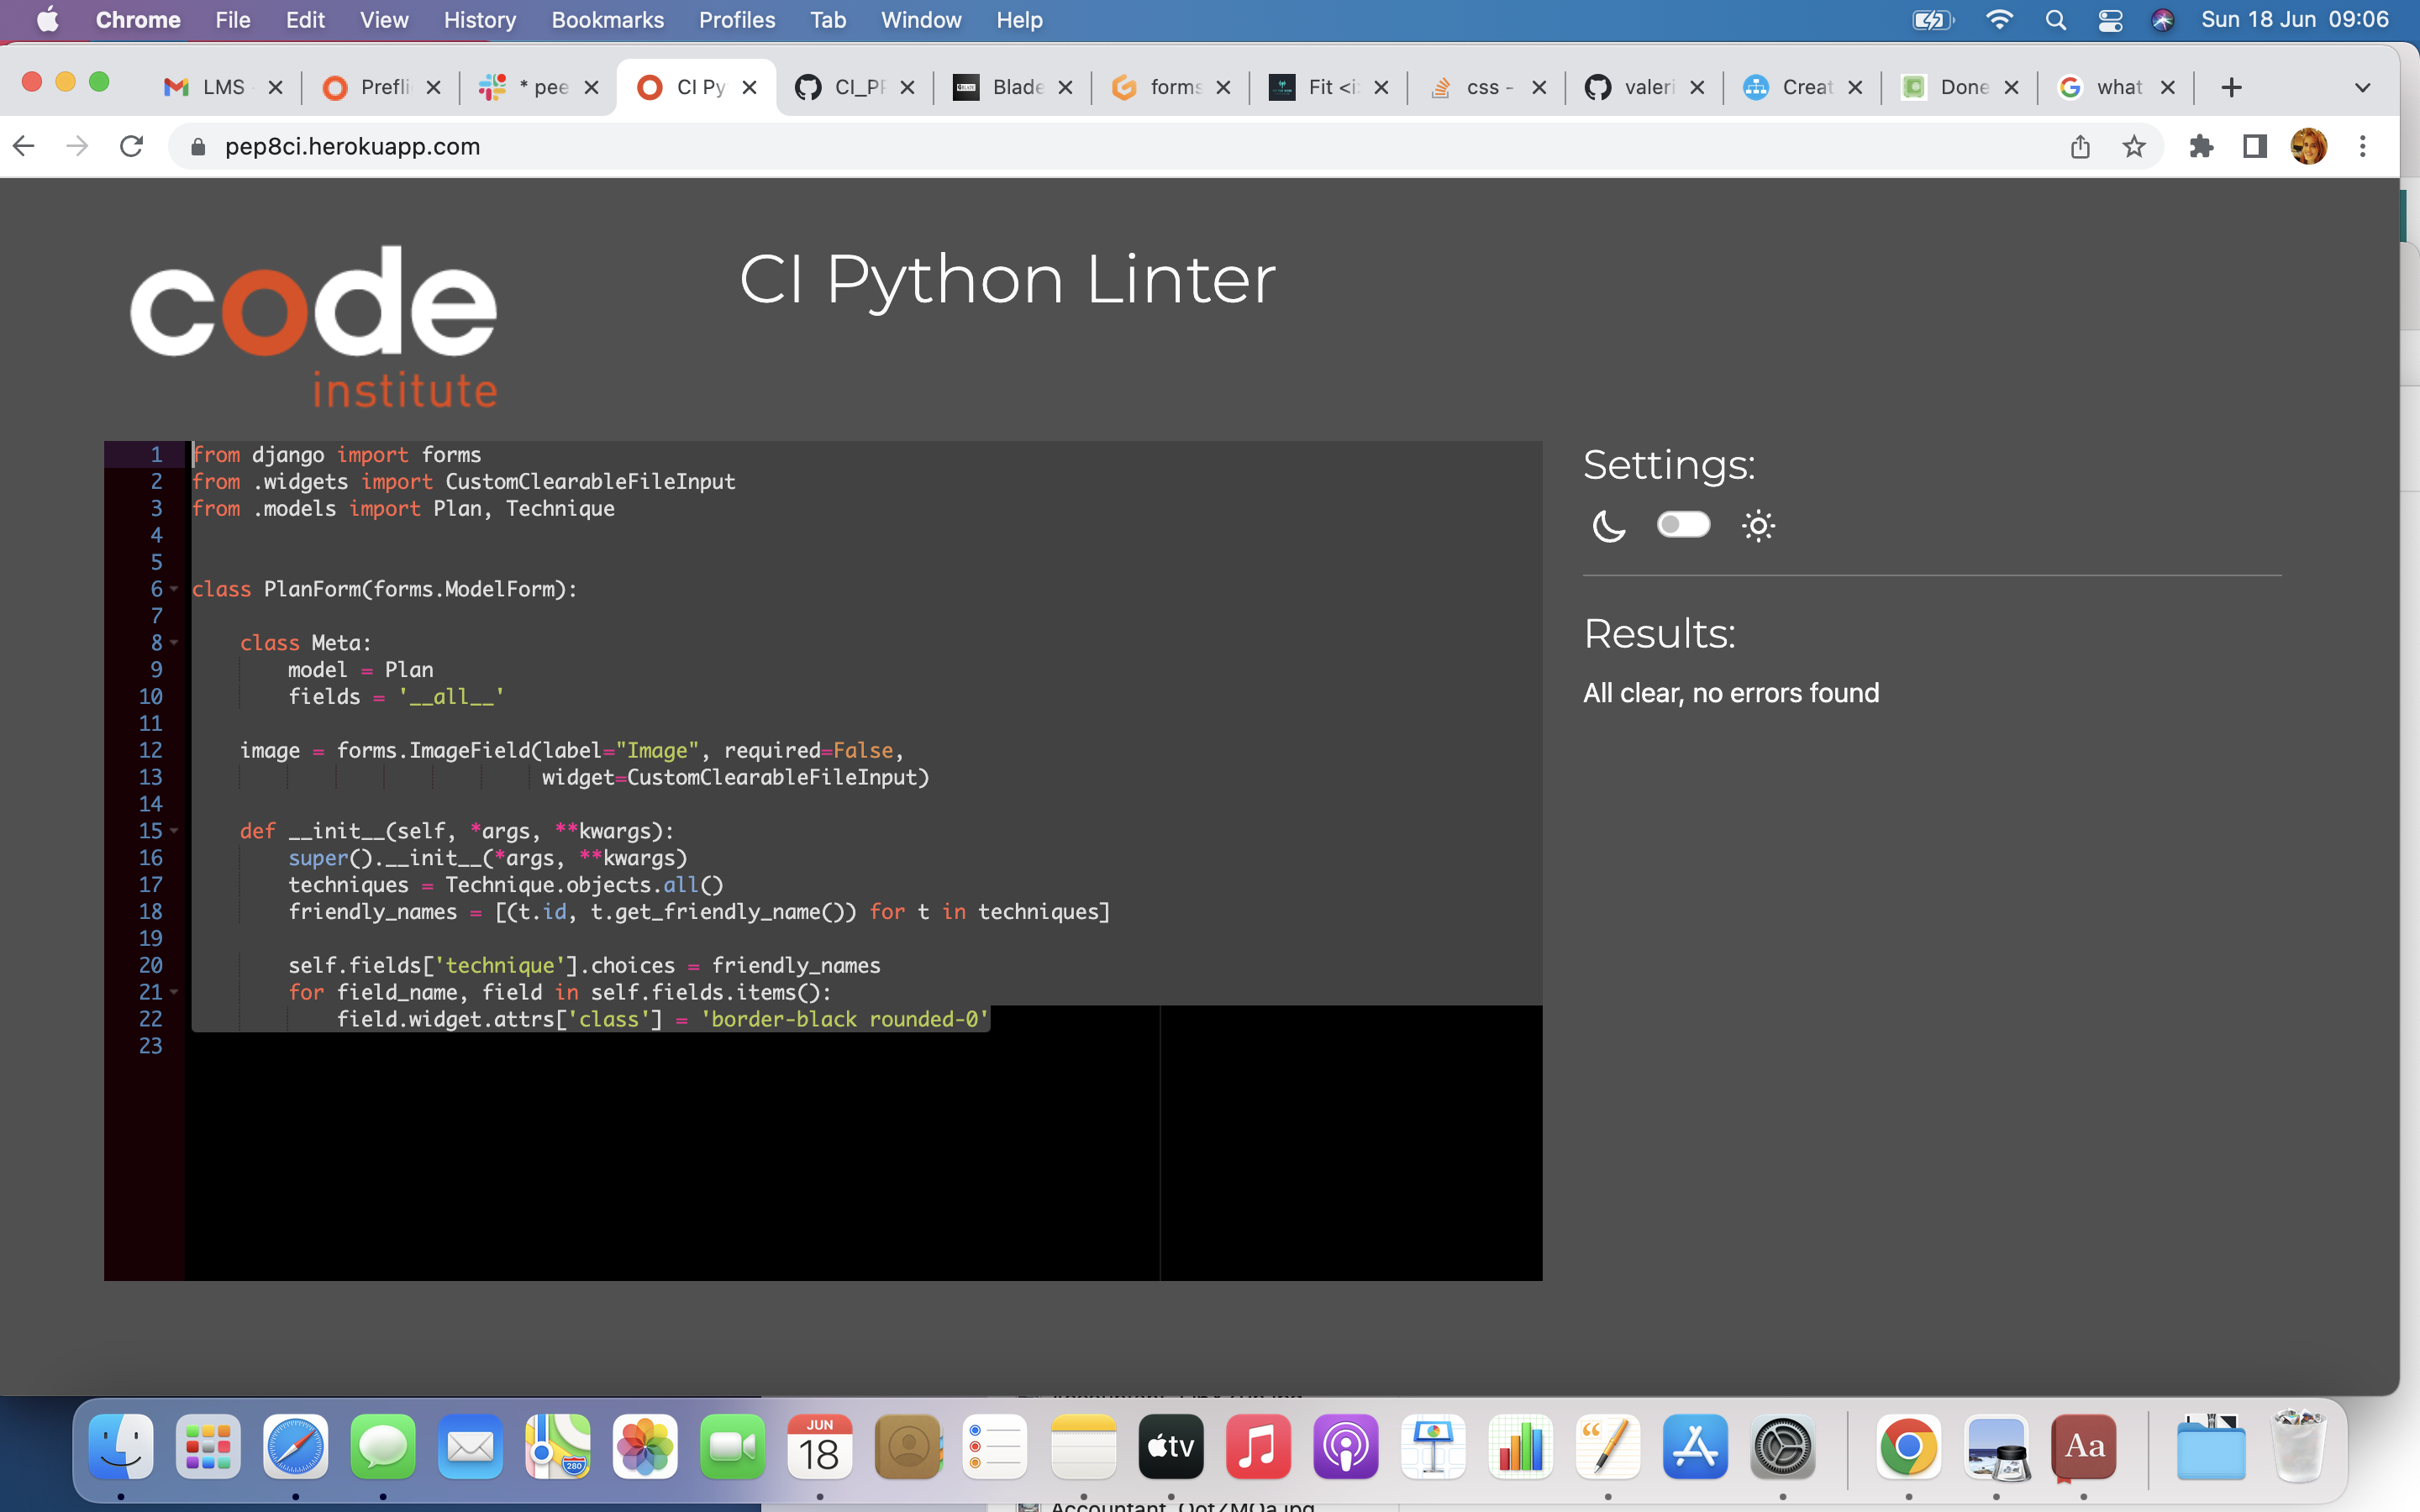 Chrome File Edit View History Bookmarks Profiles Tab Window Help Sun 18 Jun 09:06
LMS Prefli * pee CI Py CI_PF Blade forms Fit <i css - valeri Creat Done what
pep8ci.herokuapp.com
code
institute
CI Python Linter
1 from django import forms
2 from .widgets import CustomClearableFileInput
3 from .models import Plan, Technique
4
5
6 class PlanForm(forms.ModelForm):
7
8 class Meta:
9 model = Plan
10 fields = '__all__'
11
12 image = forms.ImageField(label="Image", required=False,
13 widget=CustomClearableFileInput)
14
15 def __init__(self, *args, **kwargs):
16 super().__init__(*args, **kwargs)
17 techniques = Technique.objects.all()
18 friendly_names = [(t.id, t.get_friendly_name()) for t in techniques]
19
20 self.fields['technique'].choices = friendly_names
21 for field_name, field in self.fields.items():
22 field.widget.attrs['class'] = 'border-black rounded-0'
23
Settings:
Results:
All clear, no errors found
JUN
18
280
tv
Aa